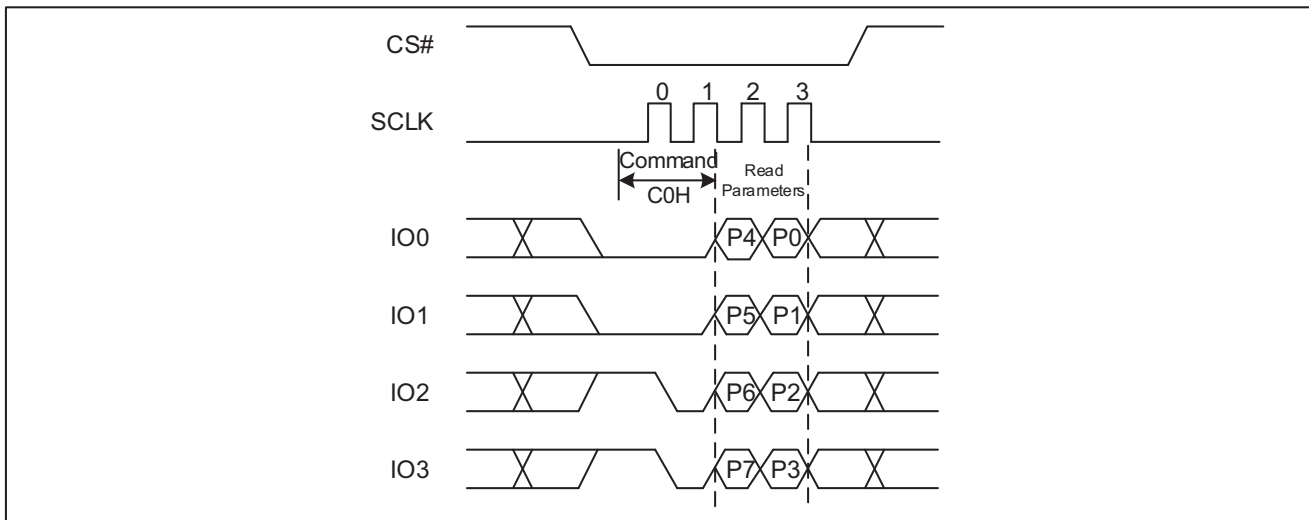 CS#
0 1 2 3
SCLK
Command
C0H
Read
Parameters
IO0 P4 P0
IO1 P5 P1
IO2 P6 P2
IO3 P7 P3